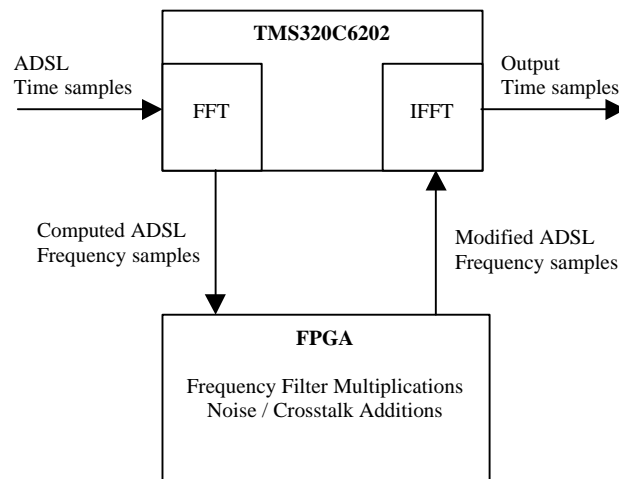 TMS320C6202
ADSL
Time samples
FFT
IFFT
Output
Time samples
Computed ADSL
Frequency samples
Modified ADSL
Frequency samples
FPGA
Frequency Filter Multiplications
Noise / Crosstalk Additions